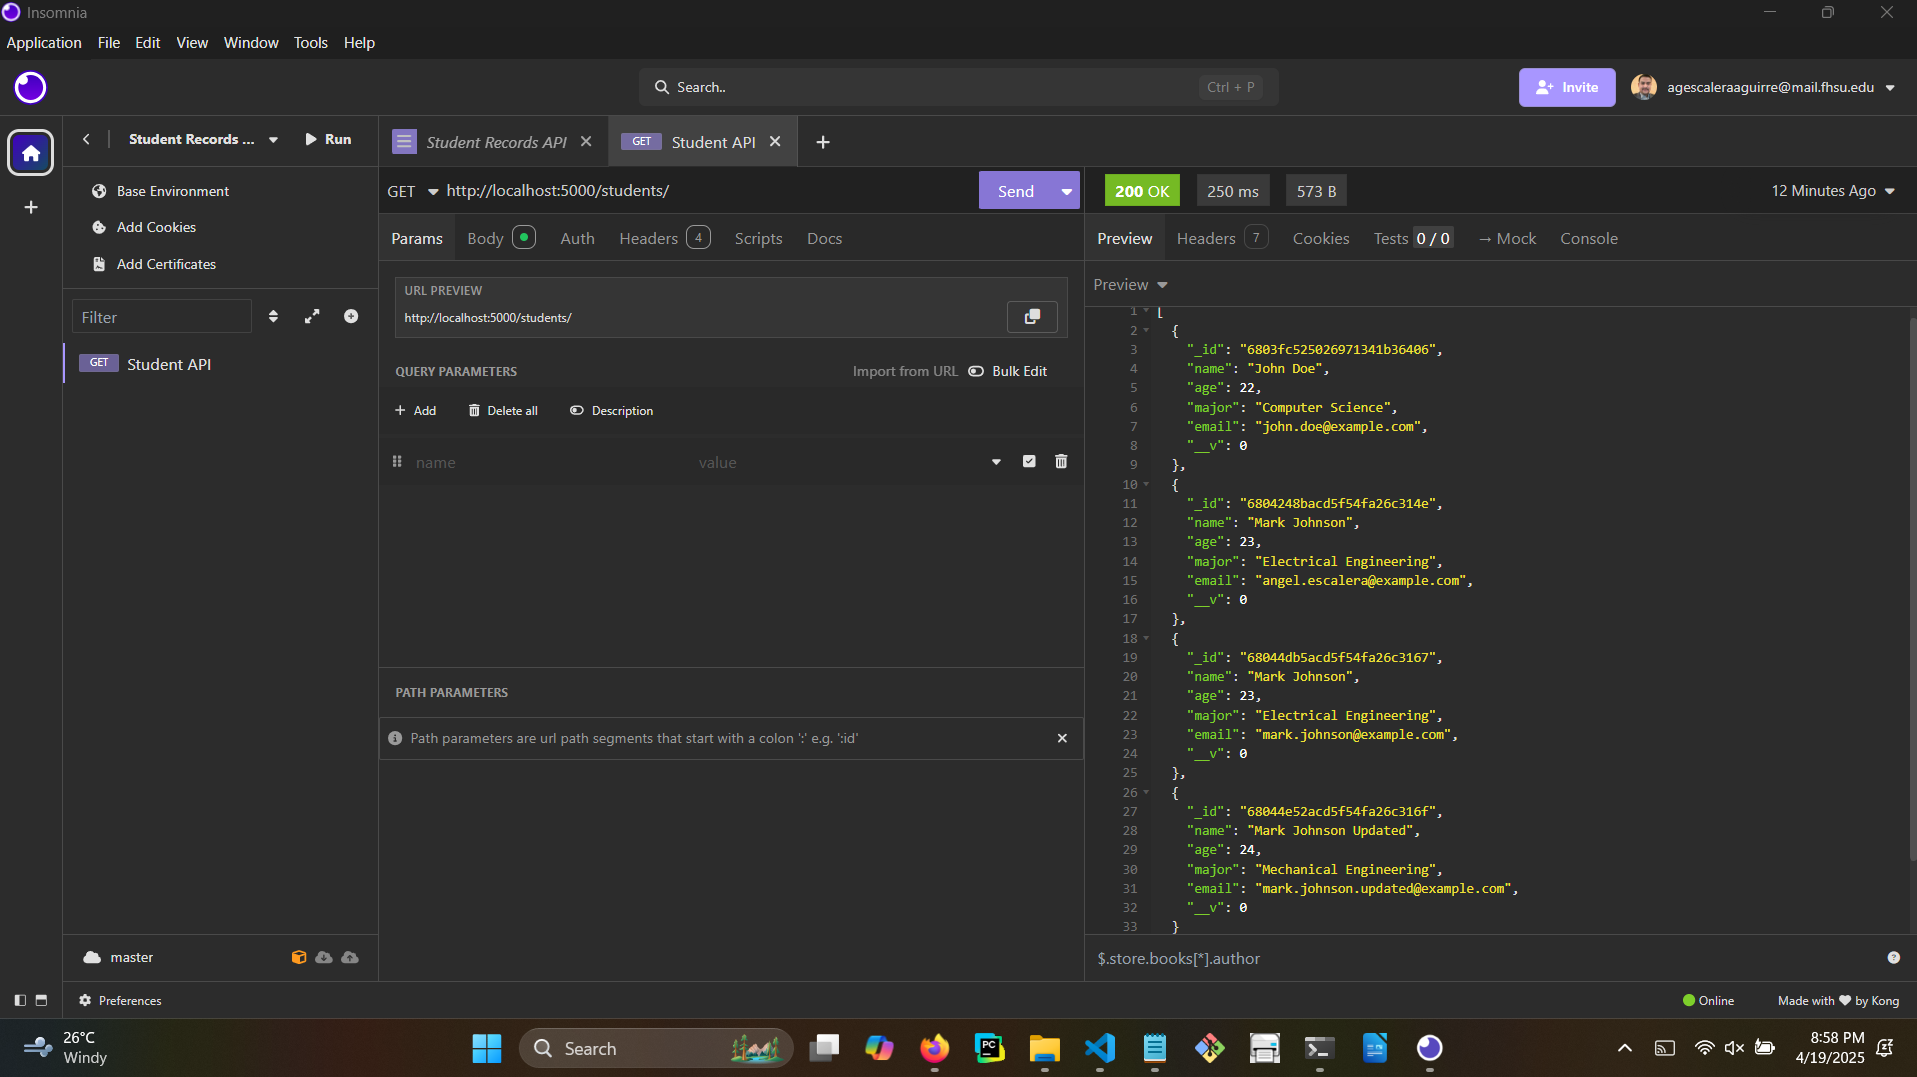 Insomnia
Application File Edit View Window Tools Help
Search.. Ctrl + P
Invite agescaleraaguirre@mail.fhsu.edu
Student Records ... Run
Student Records API GET Student API
Base Environment
Add Cookies
Add Certificates
Filter
GET Student API
GET http://localhost:5000/students/ Send
200 OK 250 ms 573 B 12 Minutes Ago
Params Body Auth Headers 4 Scripts Docs
Preview Headers 7 Cookies Tests 0 / 0 → Mock Console
URL PREVIEW
http://localhost:5000/students/
QUERY PARAMETERS Import from URL Bulk Edit
Add Delete all Description
name value
PATH PARAMETERS
Path parameters are url path segments that start with a colon ':' e.g. ':id'
Preview
1 [
2 {
3 "_id": "6803fc525026971341b36406",
4 "name": "John Doe",
5 "age": 22,
6 "major": "Computer Science",
7 "email": "john.doe@example.com",
8 "__v": 0
9 },
10 {
11 "_id": "6804248bacd5f54fa26c314e",
12 "name": "Mark Johnson",
13 "age": 23,
14 "major": "Electrical Engineering",
15 "email": "angel.escalera@example.com",
16 "__v": 0
17 },
18 {
19 "_id": "68044db5acd5f54fa26c3167",
20 "name": "Mark Johnson",
21 "age": 23,
22 "major": "Electrical Engineering",
23 "email": "mark.johnson@example.com",
24 "__v": 0
25 },
26 {
27 "_id": "68044e52acd5f54fa26c316f",
28 "name": "Mark Johnson Updated",
29 "age": 24,
30 "major": "Mechanical Engineering",
31 "email": "mark.johnson.updated@example.com",
32 "__v": 0
33 }
$.store.books[*].author
master
Preferences
Online Made with ❤ by Kong
26°C
Windy
Search
PC
8:58 PM
4/19/2025